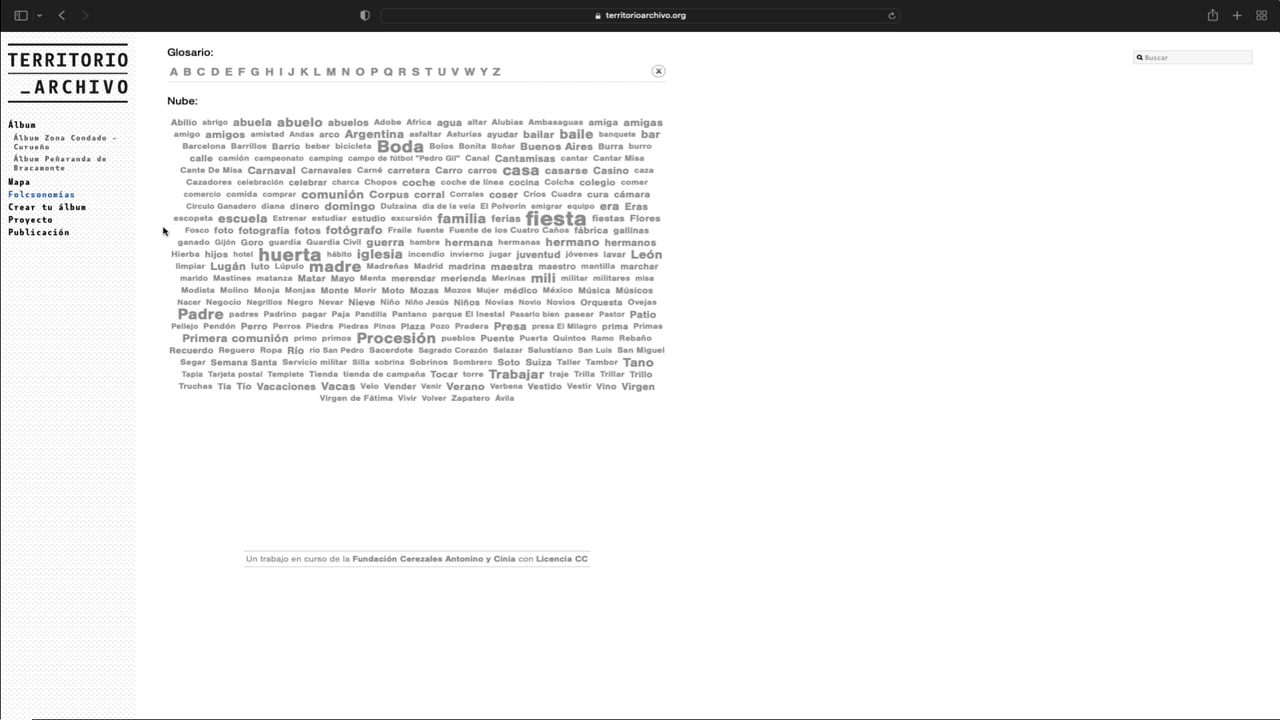 territorioarchivo.org
TERRITORIO
_ARCHIVO
Álbum
Álbum Zona Condado –
Curueño
Álbum Peñaranda de
Bracamonte
Mapa
Folcsonomías
Crear tu álbum
Proyecto
Publicación
Glosario:
A B C D E F G H I J K L M N O P Q R S T U V W Y Z
Buscar
Nube:
Abilio abrigo abuela abuelo abuelos Adobe Africa agua altar Alubias Ambasaguas amiga amigas
amigo amigos amistad Andas arco Argentina asfaltar Asturias ayudar bailar baile banquete bar
Barcelona Barrillos Barrio beber bicicleta Boda Bolos Bonita Boñar Buenos Aires Burra burro
calle camión campeonato camping campo de fútbol "Pedro Gil" Canal Cantamisas cantar Cantar Misa
Cante De Misa Carnaval Carnavales Carné carretera Carro carros casa casarse Casino caza
Cazadores celebración celebrar charca Chopos coche coche de línea cocina Colcha colegio comer
comercio comida comprar comunión Corpus corral Corrales coser Críos Cuadra cura cámara
Círculo Ganadero diana dinero domingo Dulzaina día de la vela El Polvorín emigrar equipo era Eras
escopeta escuela Estrenar estudiar estudio excursión familia ferias fiesta fiestas Flores
Fosco foto fotografía fotos fotógrafo Fraile fuente Fuente de los Cuatro Caños fábrica gallinas
ganado Gijón Goro guardia Guardia Civil guerra hambre hermana hermanas hermano hermanos
Hierba hijos hotel huerta hábito iglesia incendio invierno jugar juventud jóvenes lavar León
limpiar Lugán luto Lúpulo madre Madreñas Madrid madrina maestra maestro mantilla marchar
marido Mastines matanza Matar Mayo Menta merendar merienda Merinas mili militar militares misa
Modista Molino Monja Monjas Monte Morir Moto Mozas Mozos Mujer médico México Música Músicos
Nacer Negocio Negrillos Negro Nevar Nieve Niño Niño Jesús Niños Novias Novio Novios Orquesta Ovejas
Padre padres Padrino pagar Paja Pandilla Pantano parque El Inestal Pasarlo bien pasear Pastor Patio
Pellejo Pendón Perro Perros Piedra Piedras Pinos Plaza Pozo Pradera Presa presa El Milagro prima Primas
Primera comunión primo primos Procesión pueblos Puente Puerta Quintos Ramo Rebaño
Recuerdo Reguero Ropa Río río San Pedro Sacerdote Sagrado Corazón Salazar Salustiano San Luis San Miguel
Segar Semana Santa Servicio militar Silla sobrina Sobrinos Sombrero Soto Suiza Taller Tambor Tano
Tapia Tarjeta postal Templete Tienda tienda de campaña Tocar torre Trabajar traje Trilla Trillar Trillo
Truchas Tía Tío Vacaciones Vacas Velo Vender Venir Verano Verbena Vestido Vestir Vino Virgen
Virgen de Fátima Vivir Volver Zapatero Ávila
Un trabajo en curso de la Fundación Cerezales Antonino y Cinia con Licencia CC